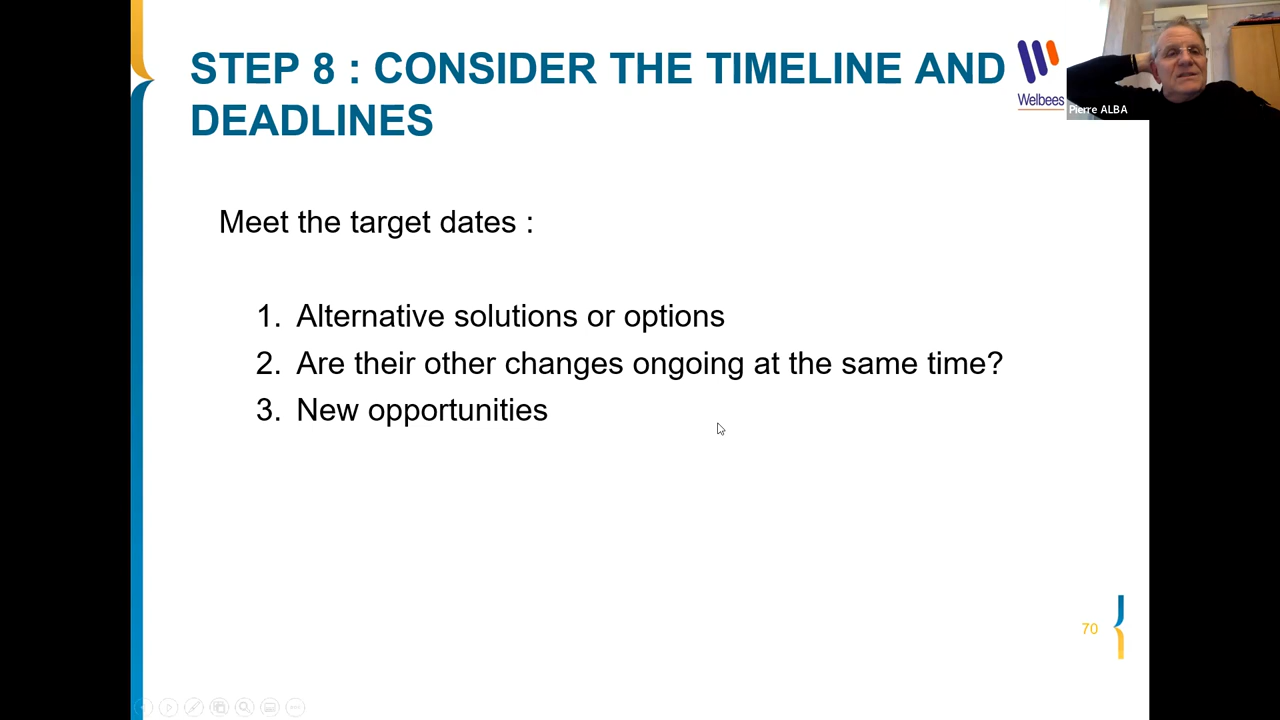 STEP 8 : CONSIDER THE TIMELINE AND
DEADLINES
Welbees
Pierre ALBA
Meet the target dates :
1. Alternative solutions or options
2. Are their other changes ongoing at the same time?
3. New opportunities
70